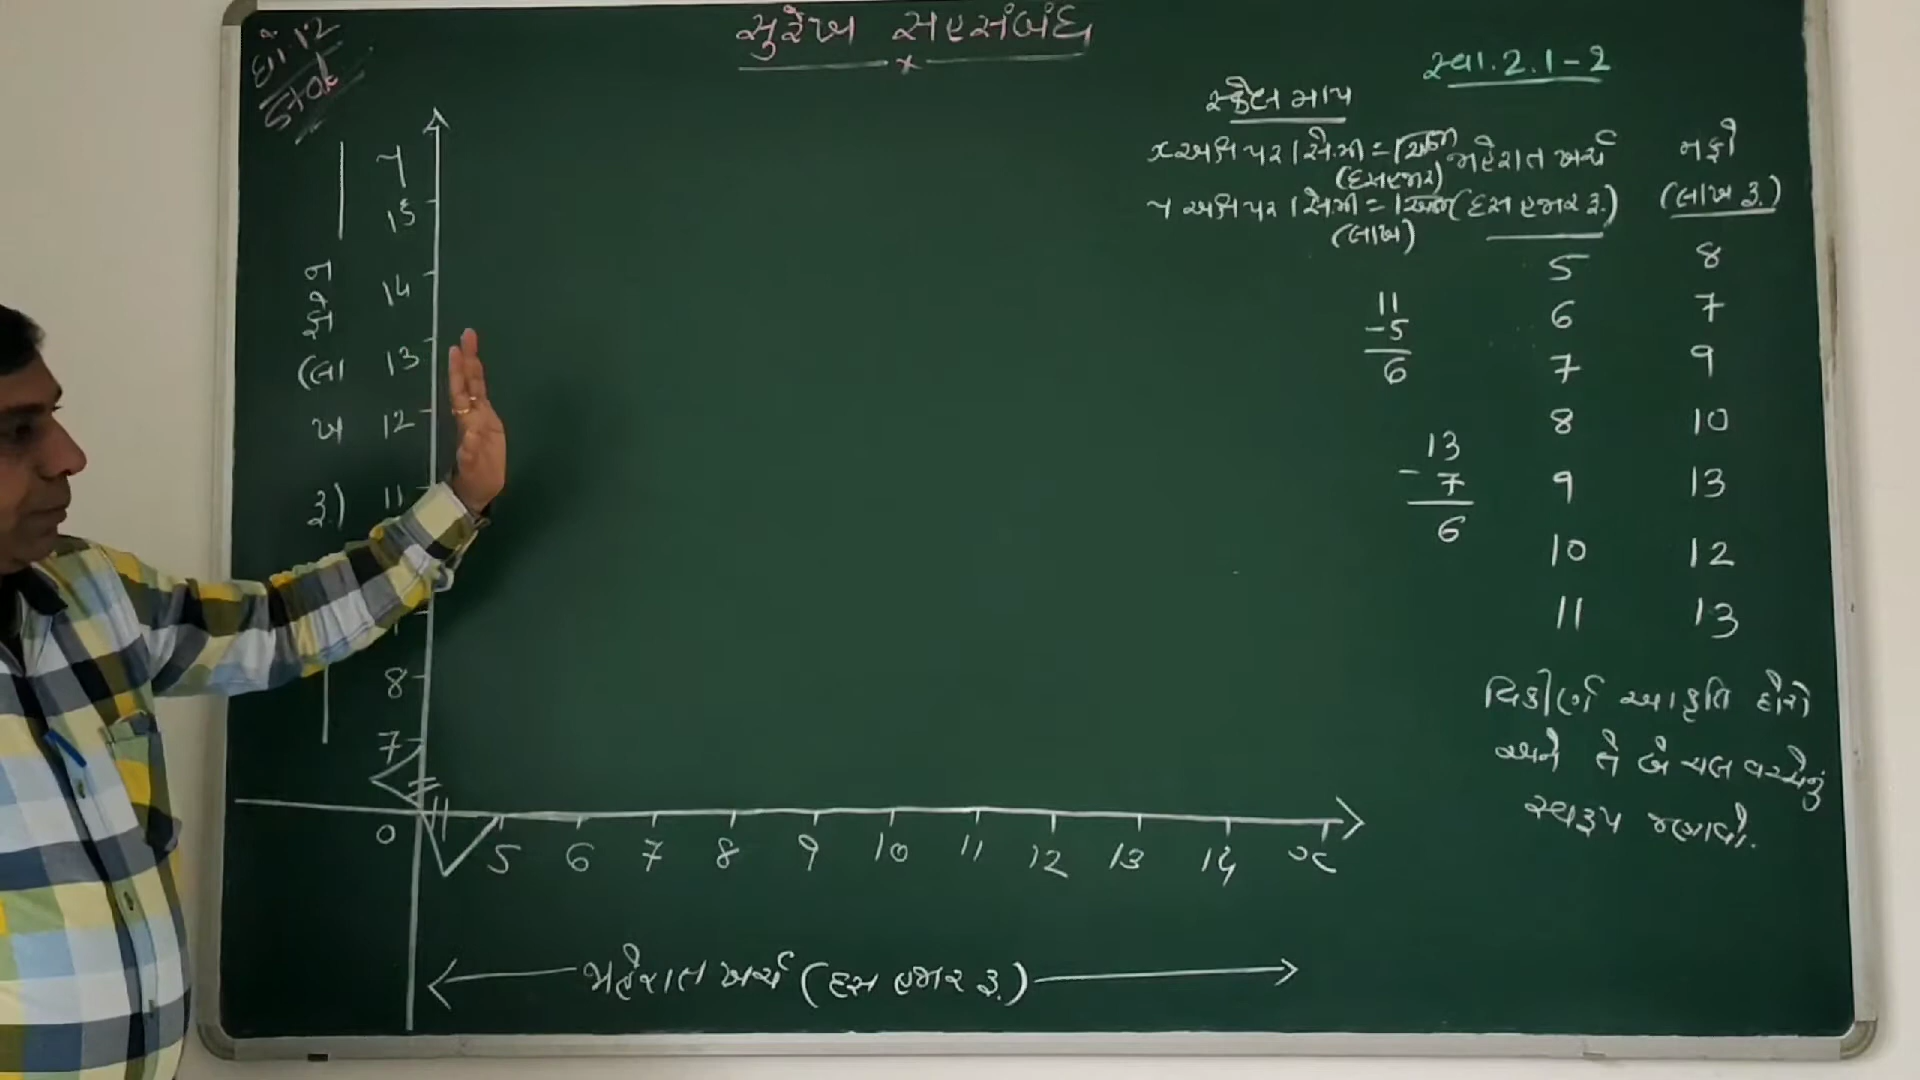 ધો. 12
સુરેખ સહસંબંધ
સ્વા. 2.1-2
સ્કેલ માપ
x અક્ષ પર 1 સેમી = 1 એકમ
(દસ હજાર)
y અક્ષ પર 1 સેમી = 1 એકમ
(લાખ)
જાહેરાત ખર્ચ
(દસ હજાર રૂ.)
નફો
(લાખ રૂ.)
5 8
6 7
7 9
8 10
9 13
10 12
11 13
11
-5
6
13
- 7
6
વિકીર્ણ આકૃતિ દોરો
અને તે બે ચલ વચ્ચેનું
સ્વરૂપ જણાવો.
y
15
14
13
12
11
8
7
ન
ફો
(લા
ખ
રૂ.)
0 5 6 7 8 9 10 11 12 13 14 x
જાહેરાત ખર્ચ (દસ હજાર રૂ.)